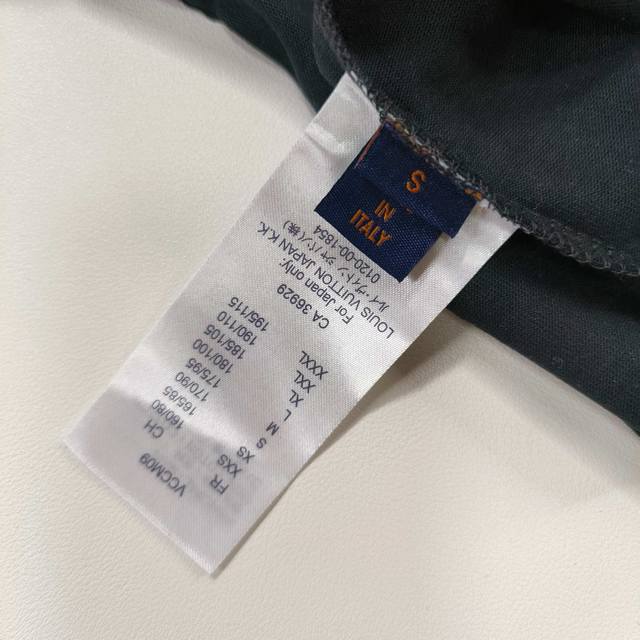 S
IN
ITALY
VCCM09
FR CH
XXS 160/80
XS 165/85
S 170/90
M 175/95
L 180/100
XL 185/105
XXL 190/110
XXXL 195/115
CA 36929
For Japan only:
LOUIS VUITTON JAPAN K.K.
ルイ・ヴィトン ジャパン(株)
0120-00-1854